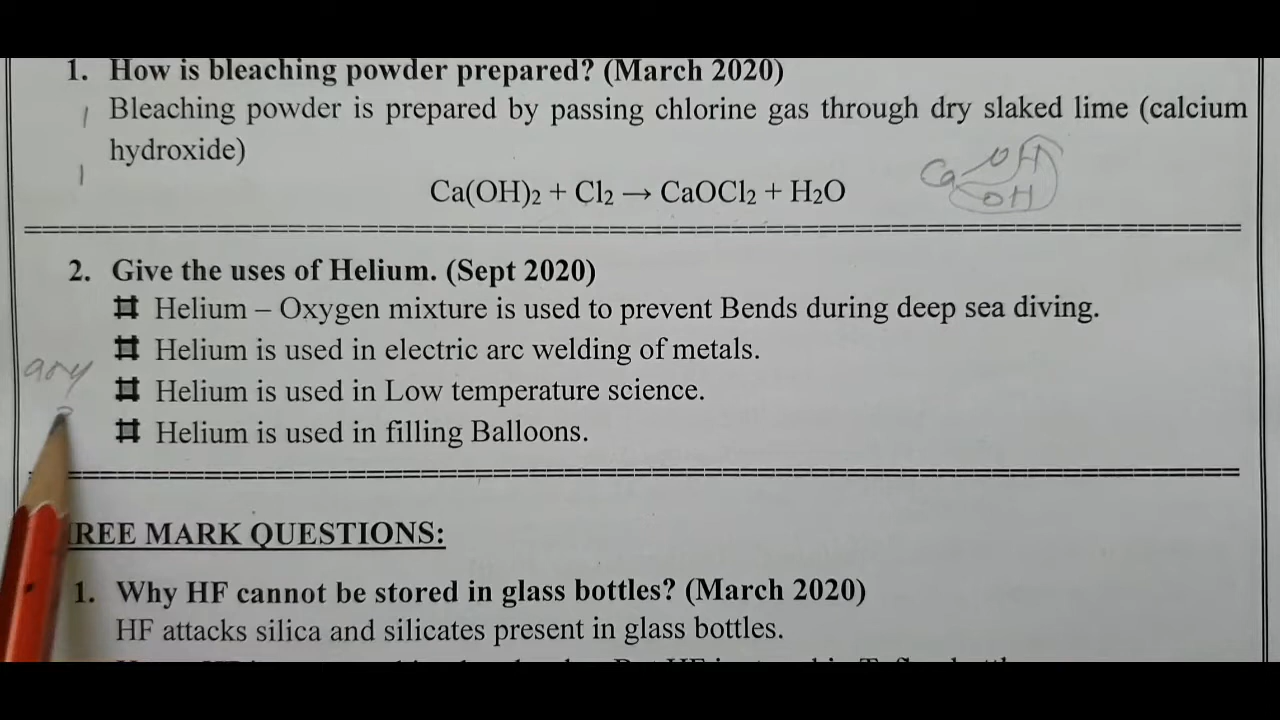 1. How is bleaching powder prepared? (March 2020)
Bleaching powder is prepared by passing chlorine gas through dry slaked lime (calcium
hydroxide)
Ca OH
OH
Ca(OH)₂ + Cl₂ → CaOCl₂ + H₂O
2. Give the uses of Helium. (Sept 2020)
Helium – Oxygen mixture is used to prevent Bends during deep sea diving.
Helium is used in electric arc welding of metals.
any
Helium is used in Low temperature science.
Helium is used in filling Balloons.
REE MARK QUESTIONS:
1. Why HF cannot be stored in glass bottles? (March 2020)
HF attacks silica and silicates present in glass bottles.